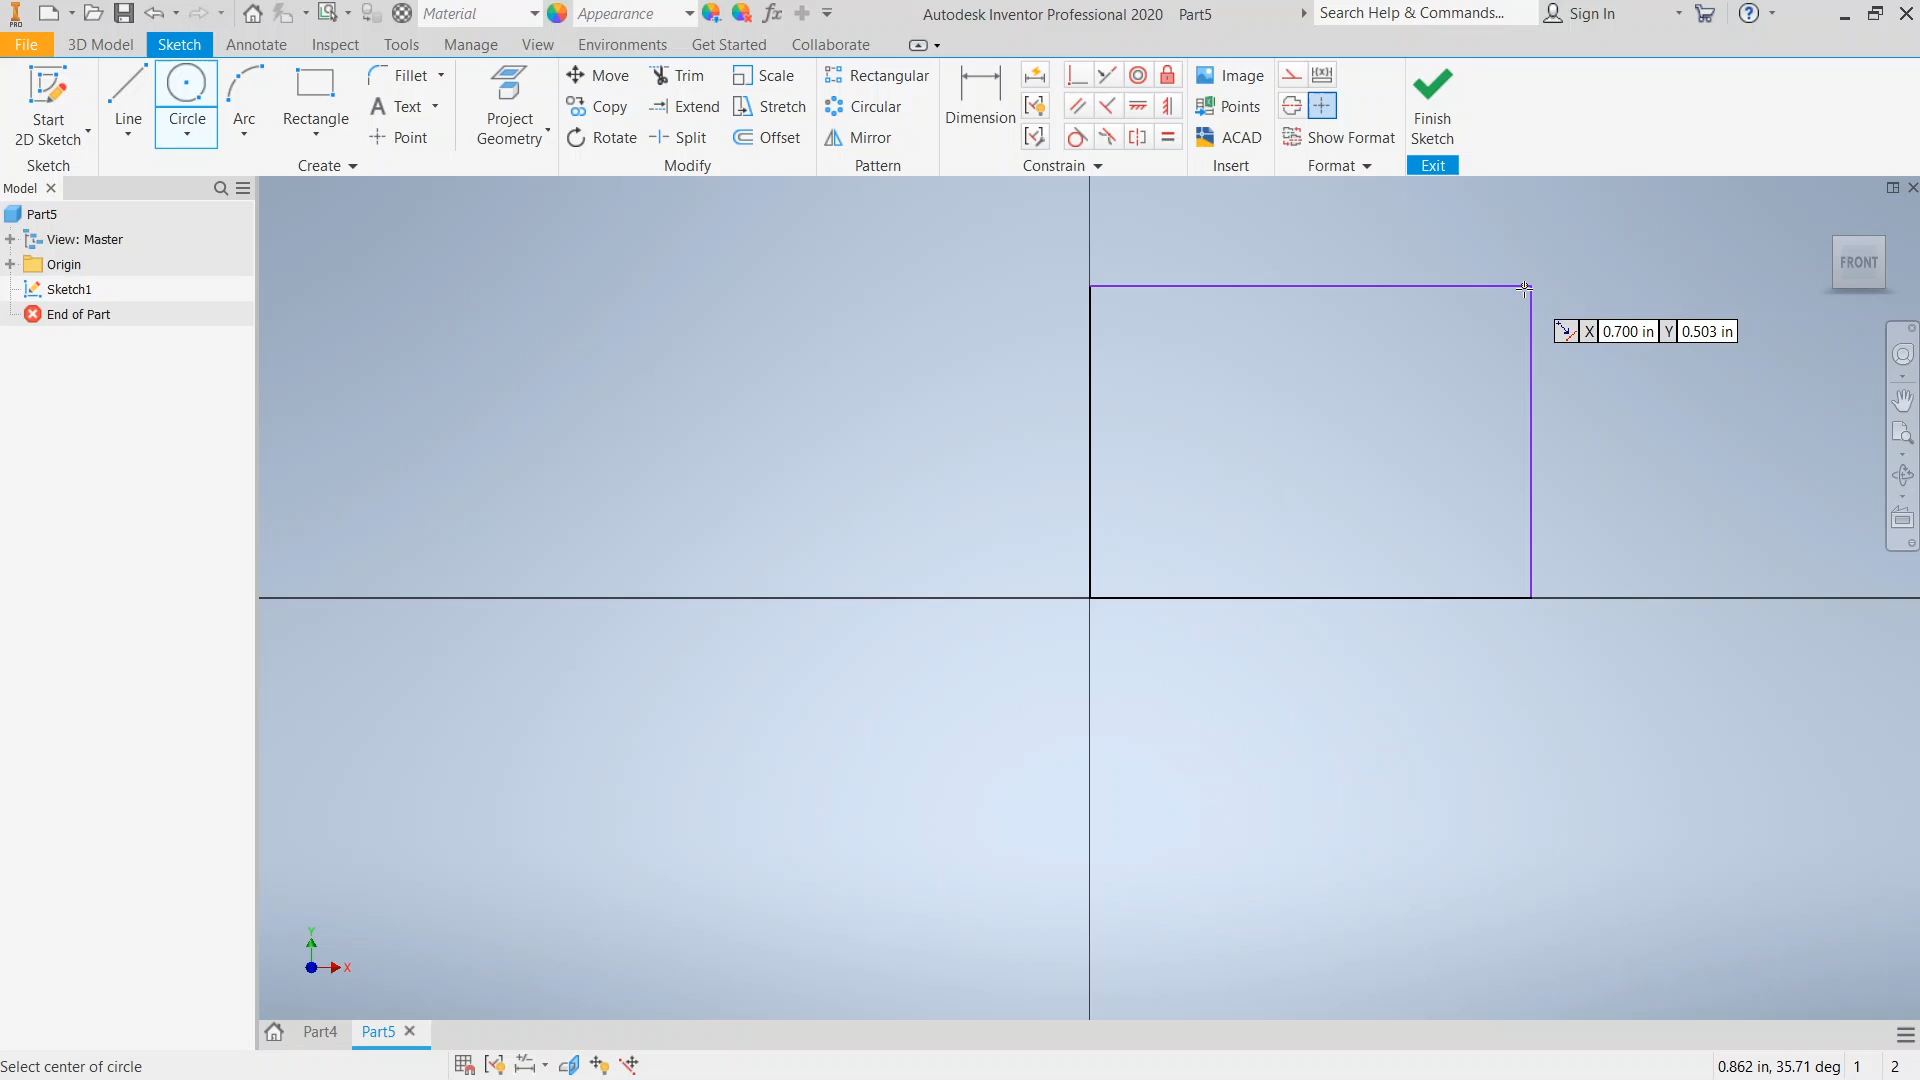 PRO Material Appearance fx Autodesk Inventor Professional 2020 Part5 Search Help & Commands... Sign In ?
File 3D Model Sketch Annotate Inspect Tools Manage View Environments Get Started Collaborate
Start 2D Sketch
Line
Circle
Arc
Rectangle
Fillet
A Text
Point
Project Geometry
Move
Copy
Rotate
Trim
Extend
Split
Scale
Stretch
Offset
Rectangular
Circular
Mirror
Dimension
Image
Points
ACAD
Show Format
Finish Sketch
Sketch Create Modify Pattern Constrain Insert Format Exit
Model
Part5
View: Master
Origin
Sketch1
End of Part
FRONT
X 0.700 in Y 0.503 in
Y
X
Part4 Part5
Select center of circle 0.862 in, 35.71 deg 1 2